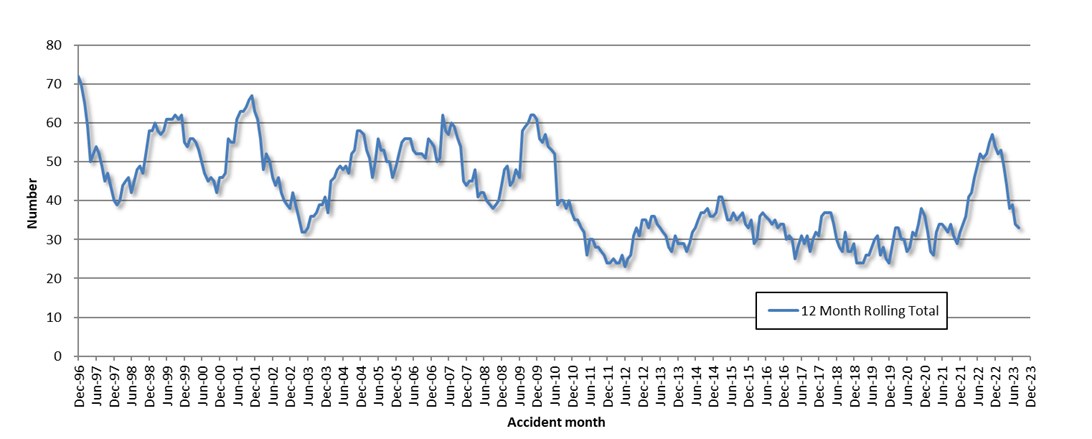 80
70
60
50
40
30
20
10
0
Number
12 Month Rolling Total
Dec-96
Jun-97
Dec-97
Jun-98
Dec-98
Jun-99
Dec-99
Jun-00
Dec-00
Jun-01
Dec-01
Jun-02
Dec-02
Jun-03
Dec-03
Jun-04
Dec-04
Jun-05
Dec-05
Jun-06
Dec-06
Jun-07
Dec-07
Jun-08
Dec-08
Jun-09
Dec-09
Jun-10
Dec-10
Jun-11
Dec-11
Jun-12
Dec-12
Jun-13
Dec-13
Jun-14
Dec-14
Jun-15
Dec-15
Jun-16
Dec-16
Jun-17
Dec-17
Jun-18
Dec-18
Jun-19
Dec-19
Jun-20
Dec-20
Jun-21
Dec-21
Jun-22
Dec-22
Jun-23
Dec-23
Accident month